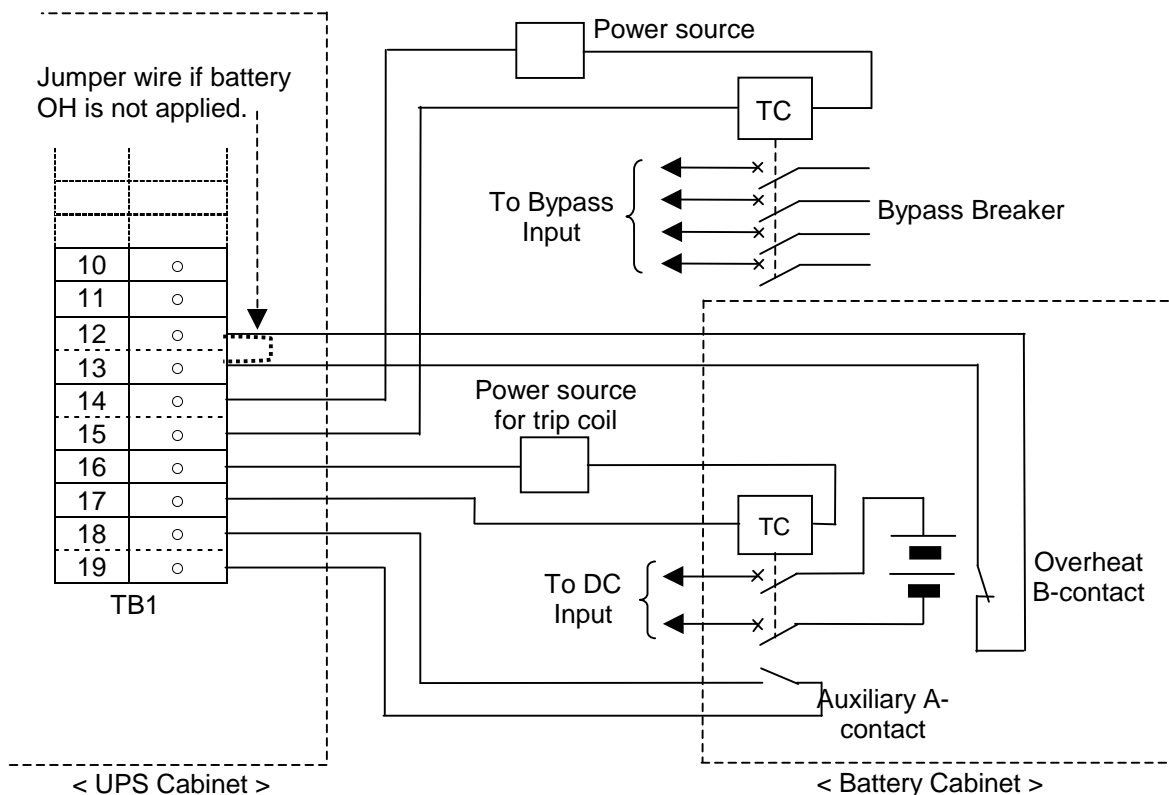 Power source
Jumper wire if battery
OH is not applied.
TC
To Bypass
Input
Bypass Breaker
10
11
12
13
14
15
16
17
18
19
TB1
Power source
for trip coil
TC
To DC
Input
Overheat
B-contact
Auxiliary A-
contact
< UPS Cabinet >
< Battery Cabinet >